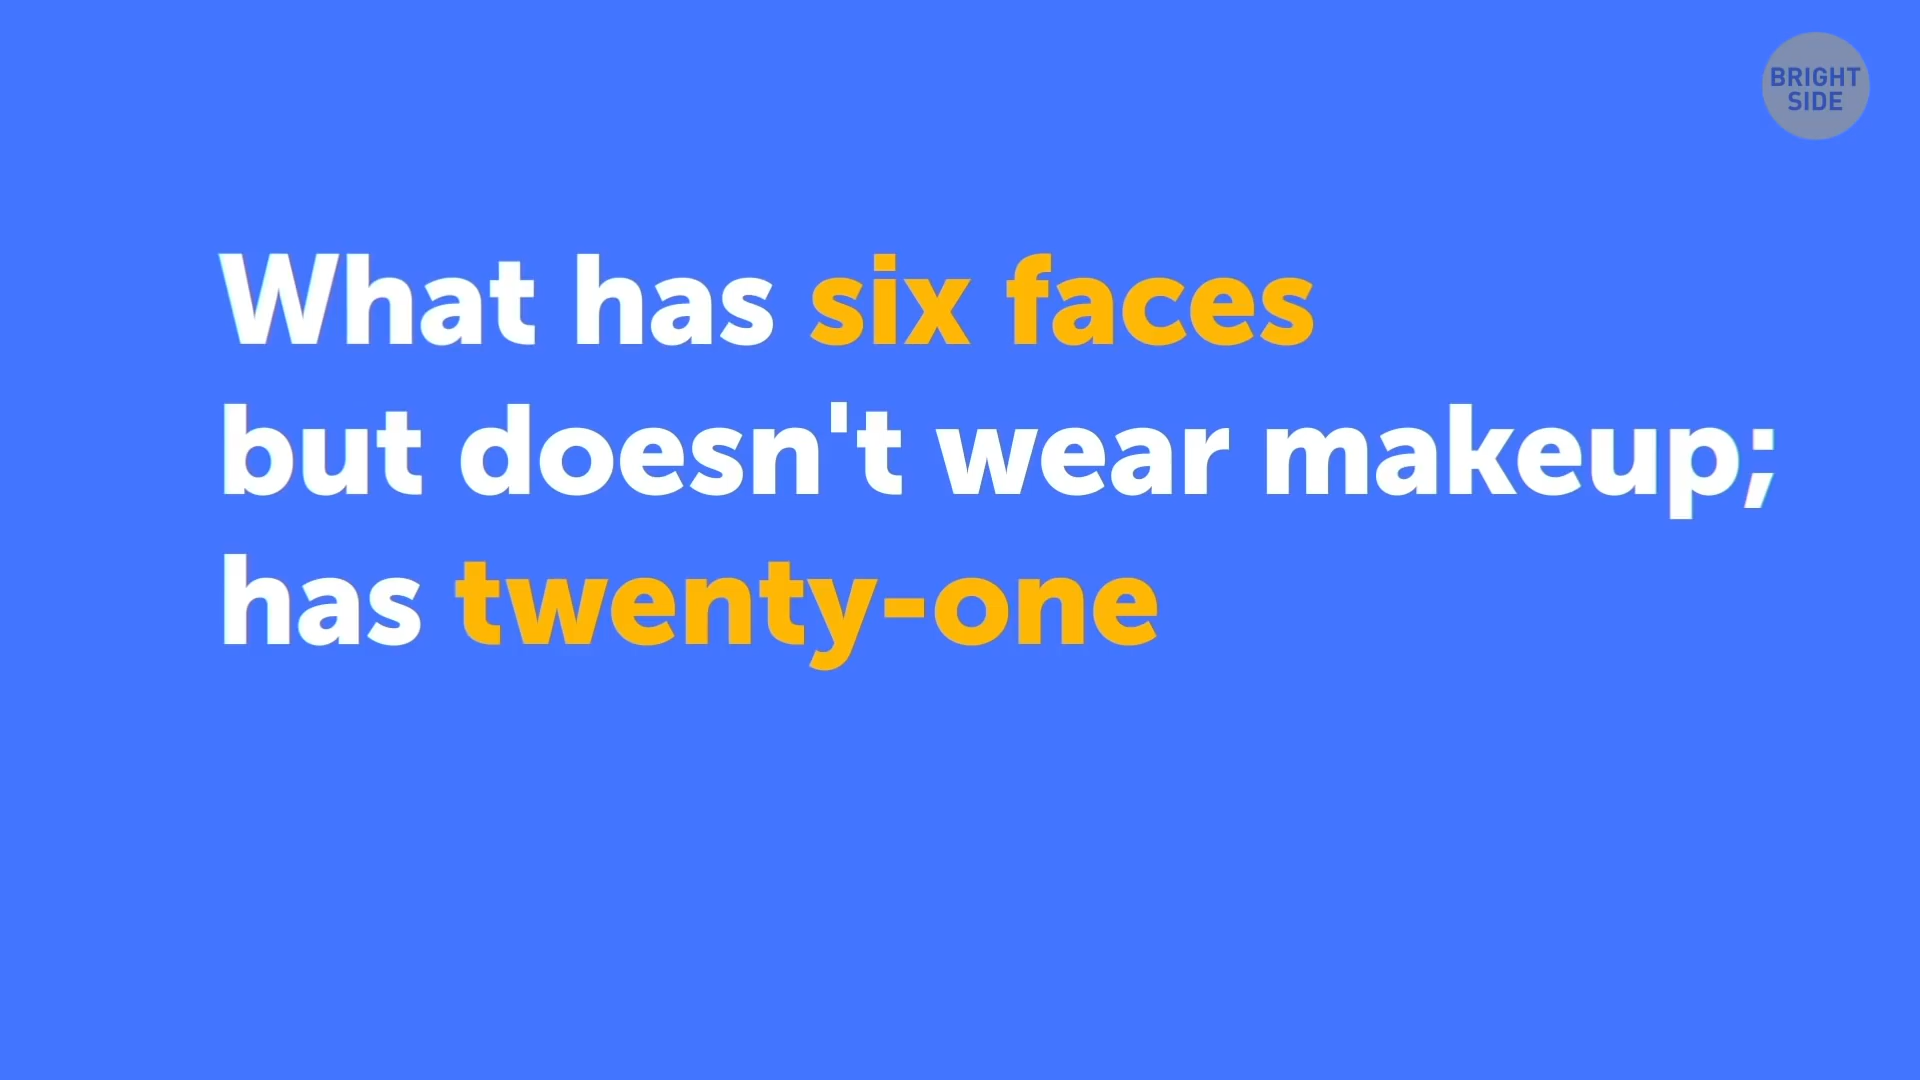 BRIGHT
SIDE
What has six faces
but doesn't wear makeup;
has twenty-one